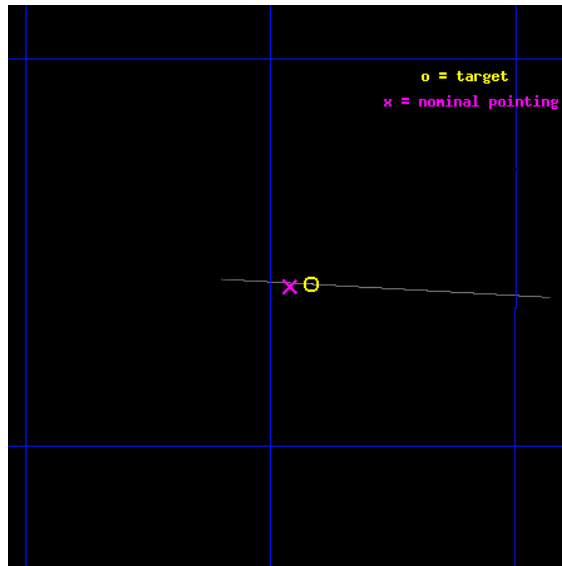 o = target
x = nominal pointing